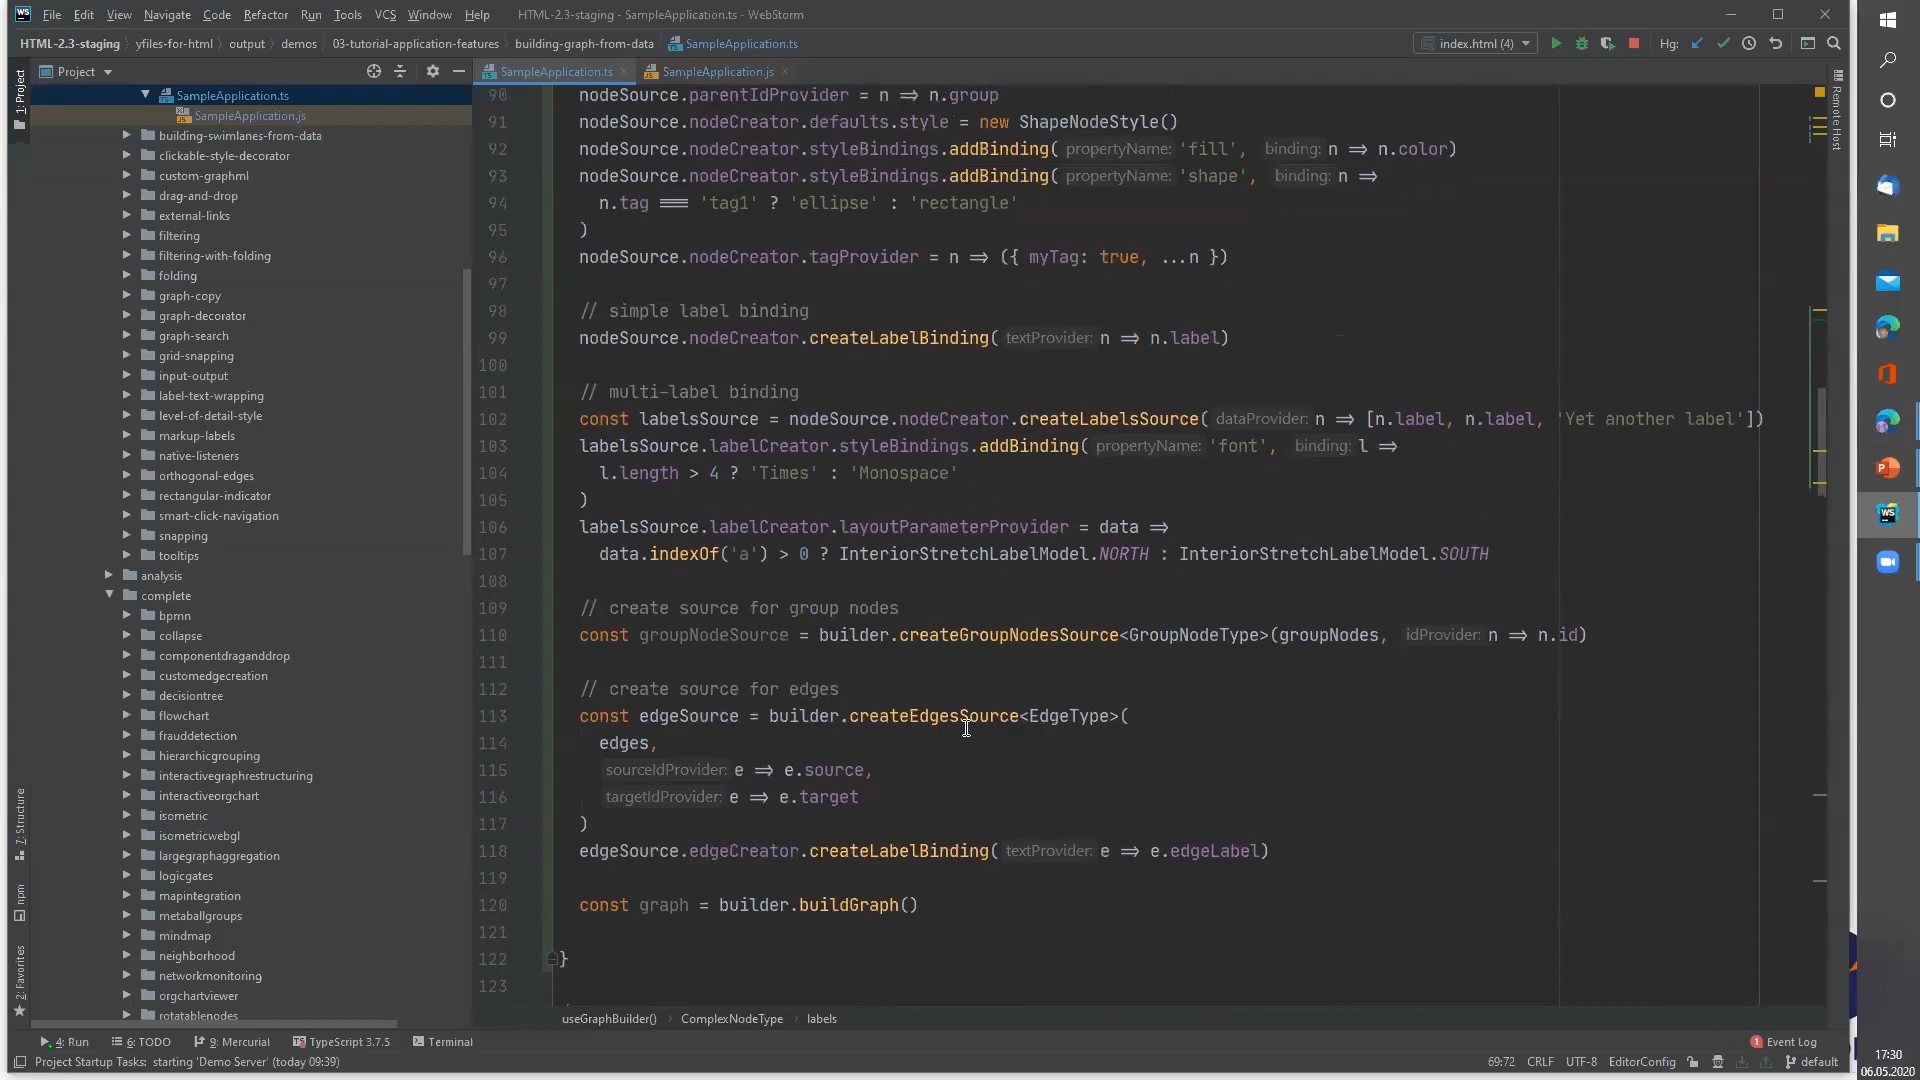 File Edit View Navigate Code Refactor Run Tools VCS Window Help HTML-2.3-staging - SampleApplication.ts - WebStorm
HTML-2.3-staging › yfiles-for-html › output › demos › 03-tutorial-application-features › building-graph-from-data › SampleApplication.ts index.html (4) Hg:
Project SampleApplication.ts × SampleApplication.js ×
1: Project
SampleApplication.ts
SampleApplication.js
building-swimlanes-from-data
clickable-style-decorator
custom-graphml
drag-and-drop
external-links
filtering
filtering-with-folding
folding
graph-copy
graph-decorator
graph-search
grid-snapping
input-output
label-text-wrapping
level-of-detail-style
markup-labels
native-listeners
orthogonal-edges
rectangular-indicator
smart-click-navigation
snapping
tooltips
analysis
complete
bpmn
collapse
componentdraganddrop
customedgecreation
decisiontree
flowchart
frauddetection
hierarchicgrouping
interactivegraphrestructuring
interactiveorgchart
isometric
isometricwebgl
largegraphaggregation
logicgates
mapintegration
metaballgroups
mindmap
neighborhood
networkmonitoring
orgchartviewer
rotatablenodes
7: Structure
npm
2: Favorites
90 nodeSource.parentIdProvider = n => n.group
91 nodeSource.nodeCreator.defaults.style = new ShapeNodeStyle()
92 nodeSource.nodeCreator.styleBindings.addBinding( propertyName: 'fill', binding: n => n.color)
93 nodeSource.nodeCreator.styleBindings.addBinding( propertyName: 'shape', binding: n =>
94 n.tag === 'tag1' ? 'ellipse' : 'rectangle'
95 )
96 nodeSource.nodeCreator.tagProvider = n => ({ myTag: true, ...n })
97
98 // simple label binding
99 nodeSource.nodeCreator.createLabelBinding( textProvider: n => n.label)
100
101 // multi-label binding
102 const labelsSource = nodeSource.nodeCreator.createLabelsSource( dataProvider: n => [n.label, n.label, 'Yet another label'])
103 labelsSource.labelCreator.styleBindings.addBinding( propertyName: 'font', binding: l =>
104 l.length > 4 ? 'Times' : 'Monospace'
105 )
106 labelsSource.labelCreator.layoutParameterProvider = data =>
107 data.indexOf('a') > 0 ? InteriorStretchLabelModel.NORTH : InteriorStretchLabelModel.SOUTH
108
109 // create source for group nodes
110 const groupNodeSource = builder.createGroupNodesSource<GroupNodeType>(groupNodes, idProvider: n => n.id)
111
112 // create source for edges
113 const edgeSource = builder.createEdgesSource<EdgeType>(
114 edges,
115 sourceIdProvider: e => e.source,
116 targetIdProvider: e => e.target
117 )
118 edgeSource.edgeCreator.createLabelBinding( textProvider: e => e.edgeLabel)
119
120 const graph = builder.buildGraph()
121
122 }
123
useGraphBuilder() › ComplexNodeType › labels
Remote Host
4: Run 6: TODO 9: Mercurial TypeScript 3.7.5 Terminal 1 Event Log
Project Startup Tasks: starting 'Demo Server' (today 09:39) 69:72 CRLF UTF-8 EditorConfig default
17:30
06.05.2020